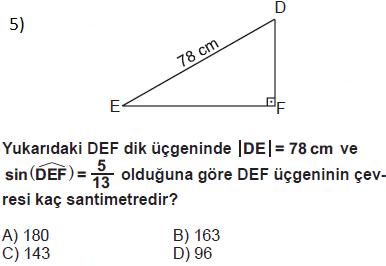 5)
D
78 cm
E
F
Yukarıdaki DEF dik üçgeninde |DE| = 78 cm ve
sin(DEF) = 5/13 olduğuna göre DEF üçgeninin çev-
resi kaç santimetredir?
A) 180 B) 163
C) 143 D) 96